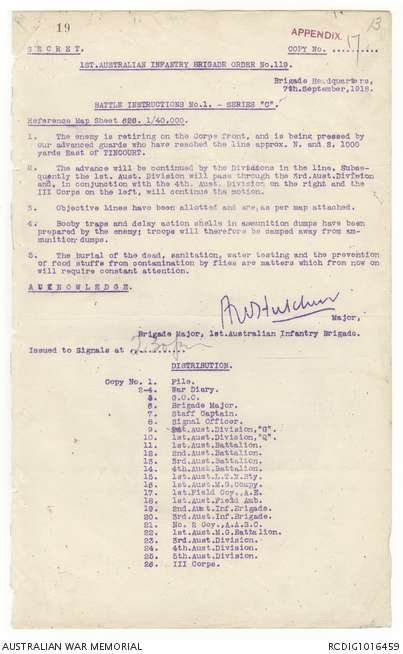 19
APPENDIX 17
13
SECRET.
COPY No. ..........
1ST.AUSTRALIAN INFANTRY BRIGADE ORDER No.119.
Brigade Headquarters,
7th.September,1918.
BATTLE INSTRUCTIONS No.1. - SERIES "C".
Reference Map Sheet 62C. 1/40,000.
1. The enemy is retiring on the Corps front, and is being pressed by
our advanced guards who have reached the line approx. N. and S. 1000
yards East of TINCOURT.
2. The advance will be continued by the Divisions in the line. Subse-
quently the 1st. Aust. Division will pass through the 3rd.Aust.Division
and, in conjunction with the 4th. Aust. Division on the right and the
III Corps on the left, will continue the motion.
3. Objective Lines have been allotted and are, as per map attached.
4. Booby traps and delay action shells in ammunition dumps have been
prepared by the enemy; troops will therefore be camped away from am-
munition dumps.
5. The burial of the dead, sanitation, water testing and the prevention
of food stuffs from contamination by flies are matters which from now on
will require constant attention.
ACKNOWLEDGE.
Major,
Brigade Major, 1st.Australian Infantry Brigade.
Issued to Signals at 7.30pm
DISTRIBUTION.
Copy No. 1. File.
2-4. War Diary.
5. G.O.C.
6. Brigade Major.
7. Staff Captain.
8. Signal Officer.
9. 1st.Aust.Division,"G".
10. 1st.Aust.Division,"Q".
11. 1st.Aust.Battalion.
12. 2nd.Aust.Battalion.
13. 3rd.Aust.Battalion.
14. 4th.Aust.Battalion.
15. 1st.Aust.L.T.M.Bty.
16. 1st.Aust.M.G.Compy.
17. 1st.Field Coy.,A.E.
18. 1st.Aust.Field Amb.
19. 2nd.Aust.Inf.Brigade.
20. 3rd.Aust.Inf.Brigade.
21. No. 2 Coy.,A.A.S.C.
22. 1st.Aust.M.G.Battalion.
23. 3rd.Aust.Division.
24. 4th.Aust.Division.
25. 5th.Aust.Division.
26. III Corps.
AUSTRALIAN WAR MEMORIAL
RCDIG1016459